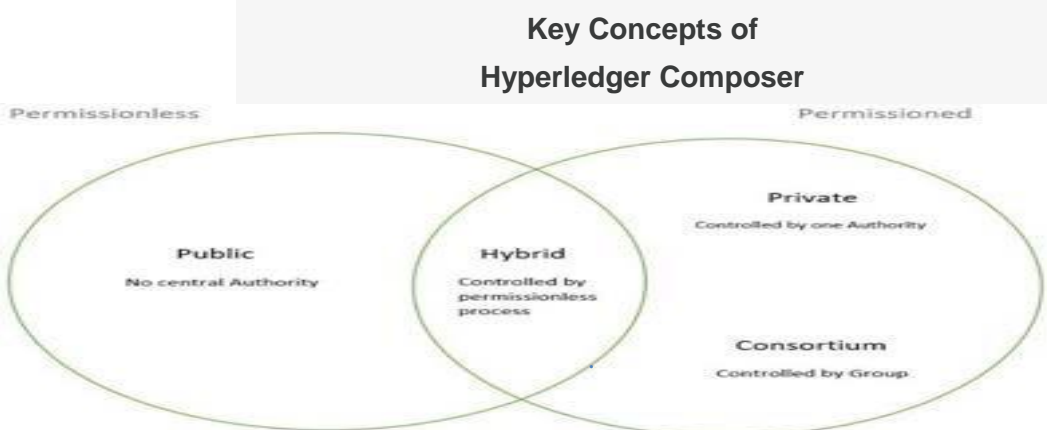 Key Concepts of
Hyperledger Composer
Permissionless
Permissioned
Public
No central Authority
Hybrid
Controlled by
permissionless
process
Private
Controlled by one Authority
Consortium
Controlled by Group